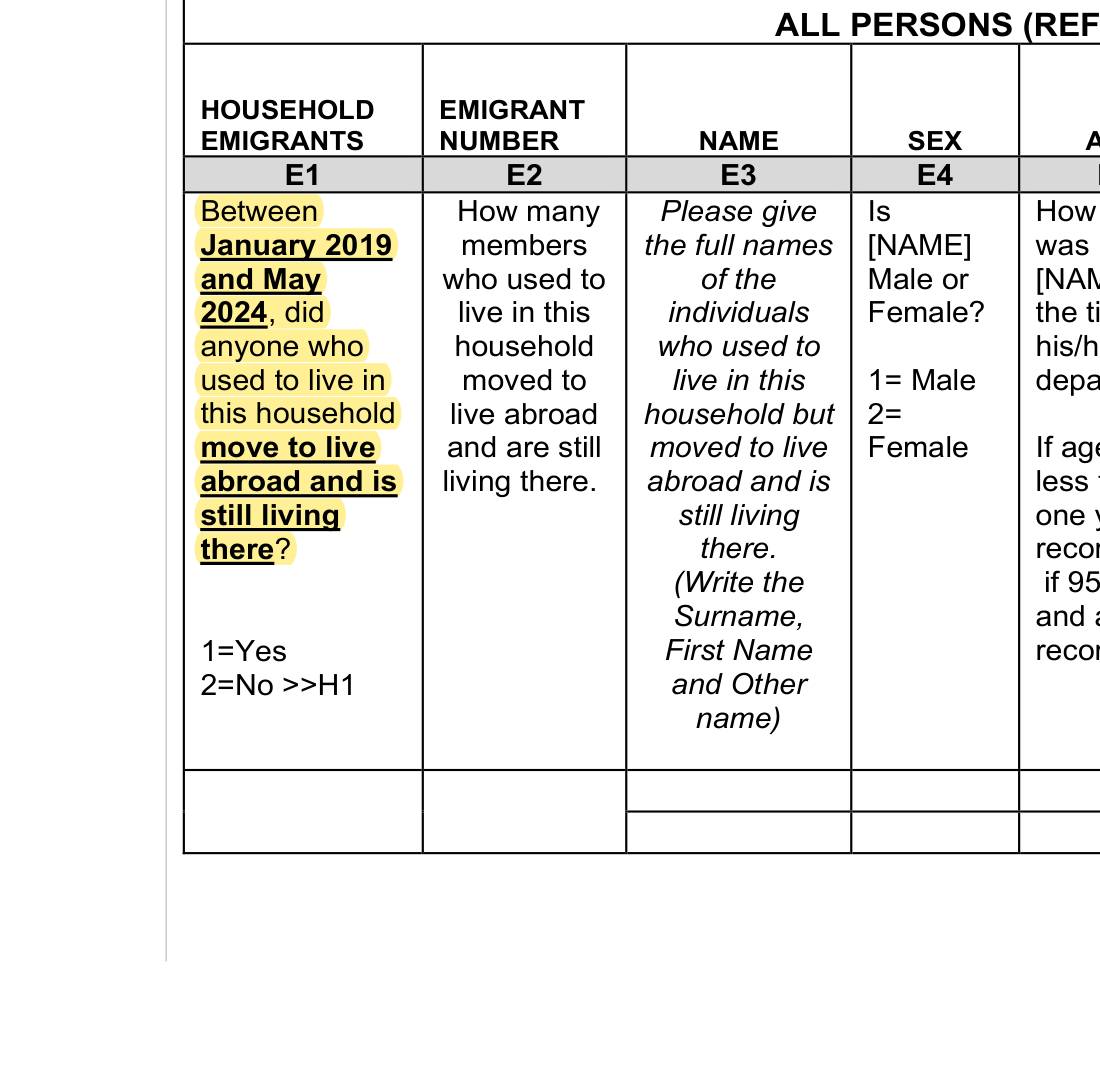 ALL PERSONS (REF
HOUSEHOLD
EMIGRANTS
EMIGRANT
NUMBER
NAME
SEX
A
E1
E2
E3
E4
Between
January 2019
and May
2024, did
anyone who
used to live in
this household
move to live
abroad and is
still living
there?
1=Yes
2=No >>H1
How many
members
who used to
live in this
household
moved to
live abroad
and are still
living there.
Please give
the full names
of the
individuals
who used to
live in this
household but
moved to live
abroad and is
still living
there.
(Write the
Surname,
First Name
and Other
name)
Is
[NAME]
Male or
Female?
1= Male
2=
Female
How
was
[NAM
the ti
his/h
depa
If age
less
one y
recor
if 95
and a
recor